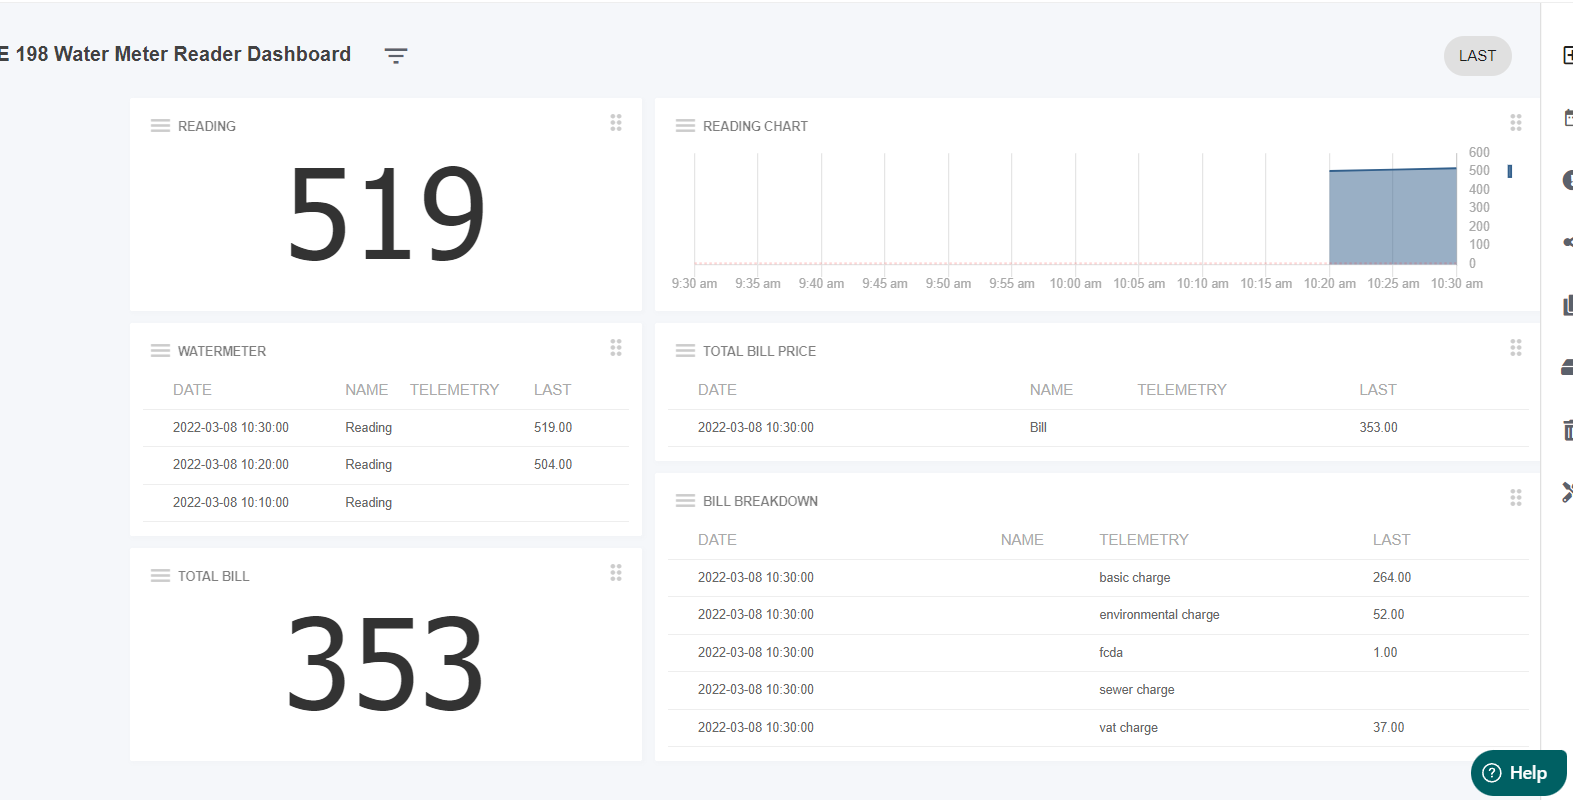 E 198 Water Meter Reader Dashboard
LAST
READING
519
READING CHART
600
500
400
300
200
100
0
9:30 am 9:35 am 9:40 am 9:45 am 9:50 am 9:55 am 10:00 am 10:05 am 10:10 am 10:15 am 10:20 am 10:25 am 10:30 am
WATERMETER
DATE NAME TELEMETRY LAST
2022-03-08 10:30:00 Reading 519.00
2022-03-08 10:20:00 Reading 504.00
2022-03-08 10:10:00 Reading
TOTAL BILL PRICE
DATE NAME TELEMETRY LAST
2022-03-08 10:30:00 Bill 353.00
TOTAL BILL
353
BILL BREAKDOWN
DATE NAME TELEMETRY LAST
2022-03-08 10:30:00 basic charge 264.00
2022-03-08 10:30:00 environmental charge 52.00
2022-03-08 10:30:00 fcda 1.00
2022-03-08 10:30:00 sewer charge
2022-03-08 10:30:00 vat charge 37.00
? Help